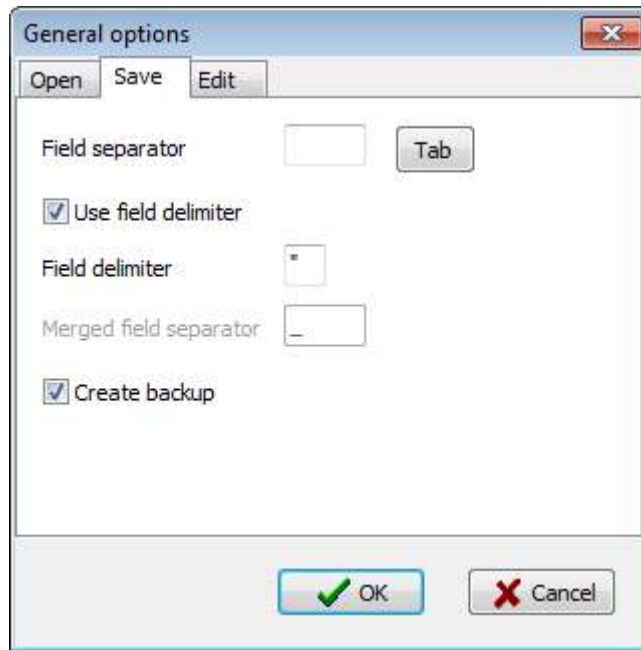 General options
Open Save Edit
Field separator Tab
Use field delimiter
Field delimiter "
Merged field separator _
Create backup
OK Cancel